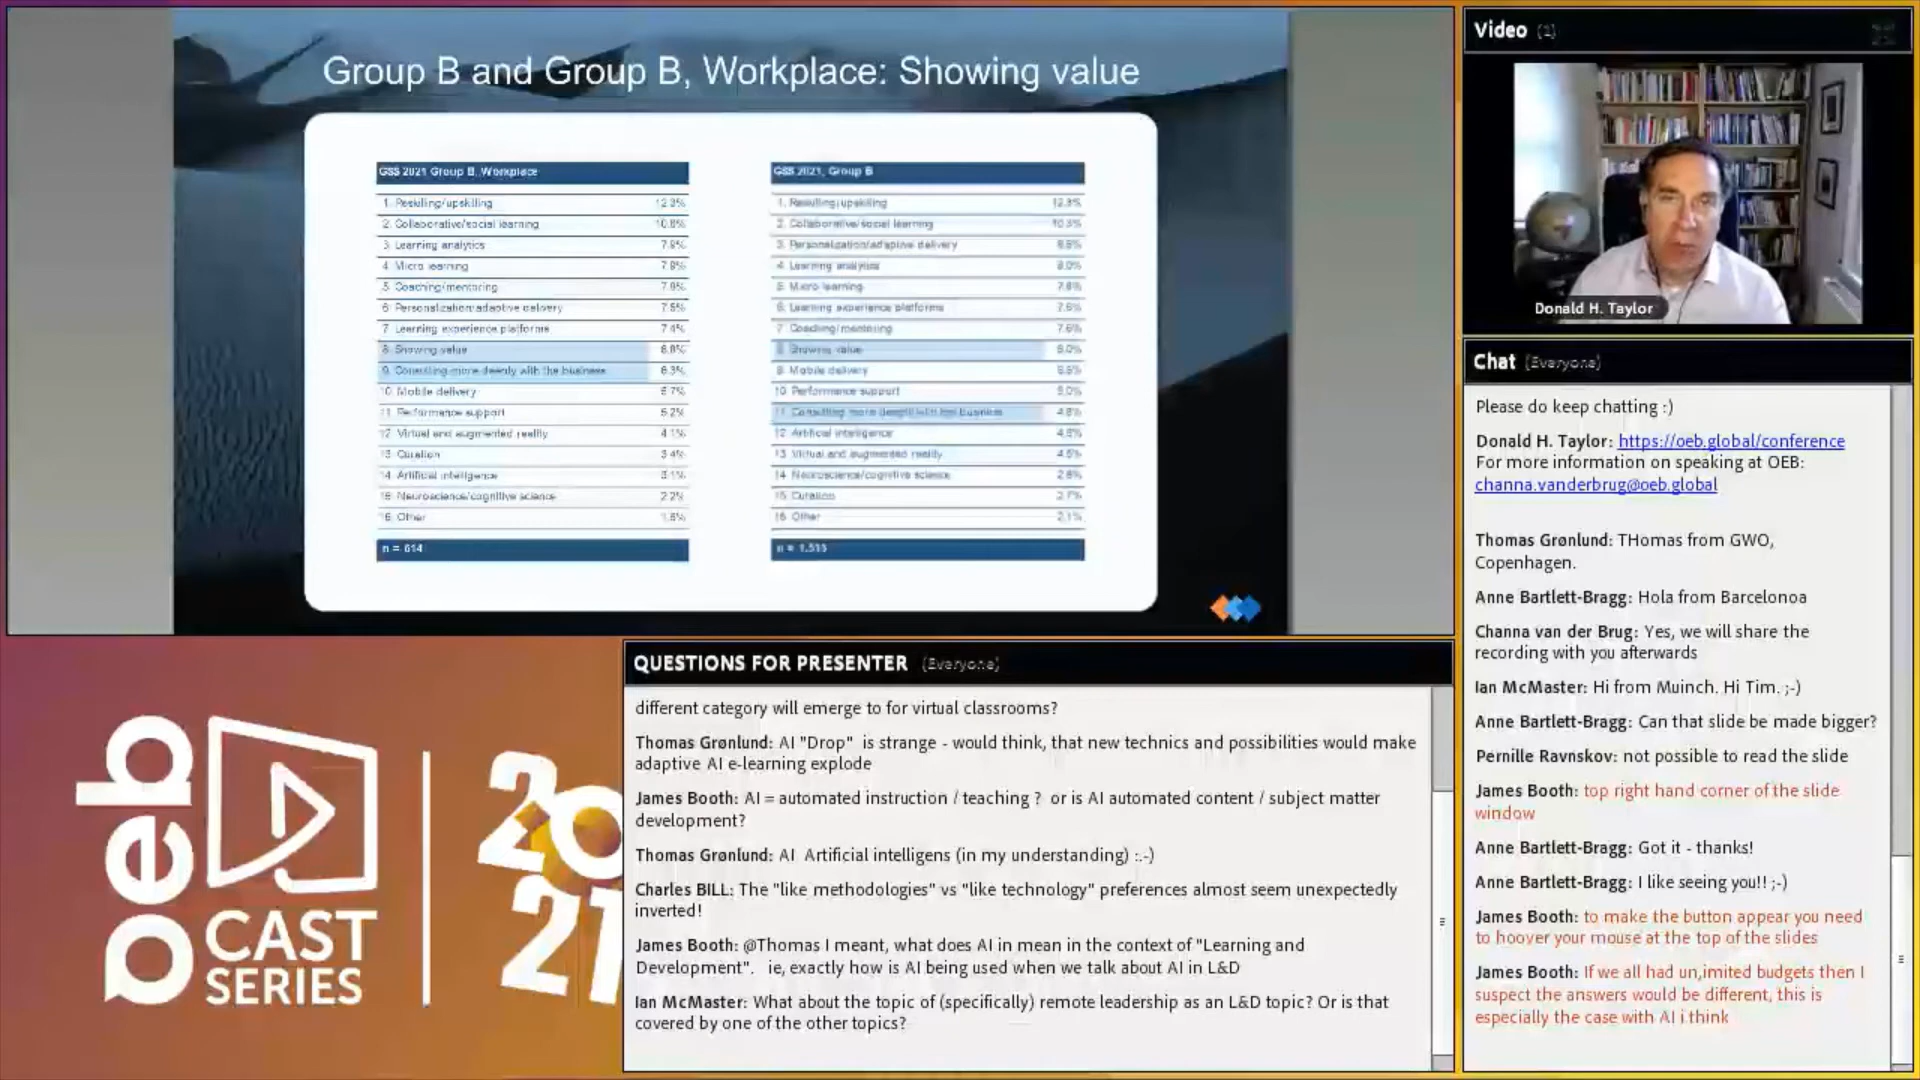 Group B and Group B, Workplace: Showing value
GSS 2021 Group B, Workplace
1. Reskilling/upskilling 12.3%
2. Collaborative/social learning
3. Learning analytics
4. Micro learning
5. Coaching/mentoring
6. Personalization/adaptive delivery
7. Learning experience platforms 7.4%
8. Showing value
9. Consulting more deeply with the business 6.3%
10. Mobile delivery
11. Performance support 5.2%
12. Virtual and augmented reality 4.1%
13. Curation 3.4%
14. Artificial intelligence 3.1%
15. Neuroscience/cognitive science 2.2%
16. Other
n = 614
GSS 2021, Group B
1. Reskilling/upskilling
2. Collaborative/social learning
3. Personalization/adaptive delivery
4. Learning analytics
5. Micro learning
6. Learning experience platforms
7. Coaching/mentoring
8. Showing value
9. Mobile delivery
10. Performance support
11. Consulting more deeply with the business
12. Artificial intelligence
13. Virtual and augmented reality
14. Neuroscience/cognitive science
15. Curation
16. Other 2.1%
Video (1)
Donald H. Taylor
Chat (Everyone)
Please do keep chatting :)
Donald H. Taylor: https://oeb.global/conference
For more information on speaking at OEB:
channa.vanderbrug@oeb.global
Thomas Grønlund: THomas from GWO,
Copenhagen.
Anne Bartlett-Bragg: Hola from Barcelonoa
Channa van der Brug: Yes, we will share the
recording with you afterwards
Ian McMaster: Hi from Muinch. Hi Tim. ;-)
Anne Bartlett-Bragg: Can that slide be made bigger?
Pernille Ravnskov: not possible to read the slide
James Booth: top right hand corner of the slide
window
Anne Bartlett-Bragg: Got it - thanks!
Anne Bartlett-Bragg: I like seeing you!! ;-)
James Booth: to make the button appear you need
to hoover your mouse at the top of the slides
James Booth: If we all had un,imited budgets then I
suspect the answers would be different, this is
especially the case with AI i think
QUESTIONS FOR PRESENTER (Everyone)
different category will emerge to for virtual classrooms?
Thomas Grønlund: AI "Drop" is strange - would think, that new technics and possibilities would make
adaptive AI e-learning explode
James Booth: AI = automated instruction / teaching ? or is AI automated content / subject matter
development?
Thomas Grønlund: AI Artificial intelligens (in my understanding) :.-)
Charles BILL: The "like methodologies" vs "like technology" preferences almost seem unexpectedly
inverted!
James Booth: @Thomas I meant, what does AI in mean in the context of "Learning and
Development". ie, exactly how is AI being used when we talk about AI in L&D
Ian McMaster: What about the topic of (specifically) remote leadership as an L&D topic? Or is that
covered by one of the other topics?
oeb
CAST
SERIES
20
21